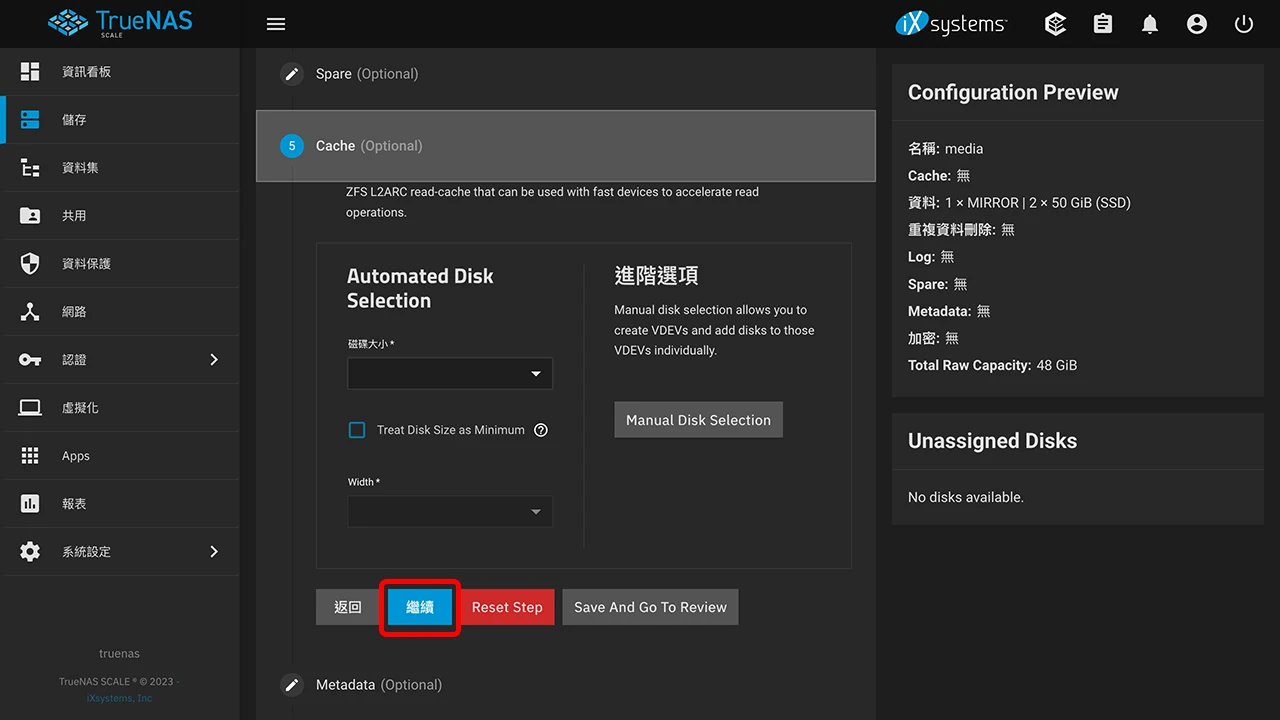 TrueNAS
SCALE
iXsystems
資訊看板
儲存
資料集
共用
資料保護
網路
認證
虛擬化
Apps
報表
系統設定
truenas
TrueNAS SCALE ® © 2023 -
iXsystems, Inc
Spare (Optional)
5 Cache (Optional)
ZFS L2ARC read-cache that can be used with fast devices to accelerate read
operations.
Automated Disk
Selection
磁碟大小 *
Treat Disk Size as Minimum
Width *
進階選項
Manual disk selection allows you to
create VDEVs and add disks to those
VDEVs individually.
Manual Disk Selection
返回
繼續
Reset Step
Save And Go To Review
Metadata (Optional)
Configuration Preview
名稱: media
Cache: 無
資料: 1 × MIRROR | 2 × 50 GiB (SSD)
重複資料刪除: 無
Log: 無
Spare: 無
Metadata: 無
加密: 無
Total Raw Capacity: 48 GiB
Unassigned Disks
No disks available.